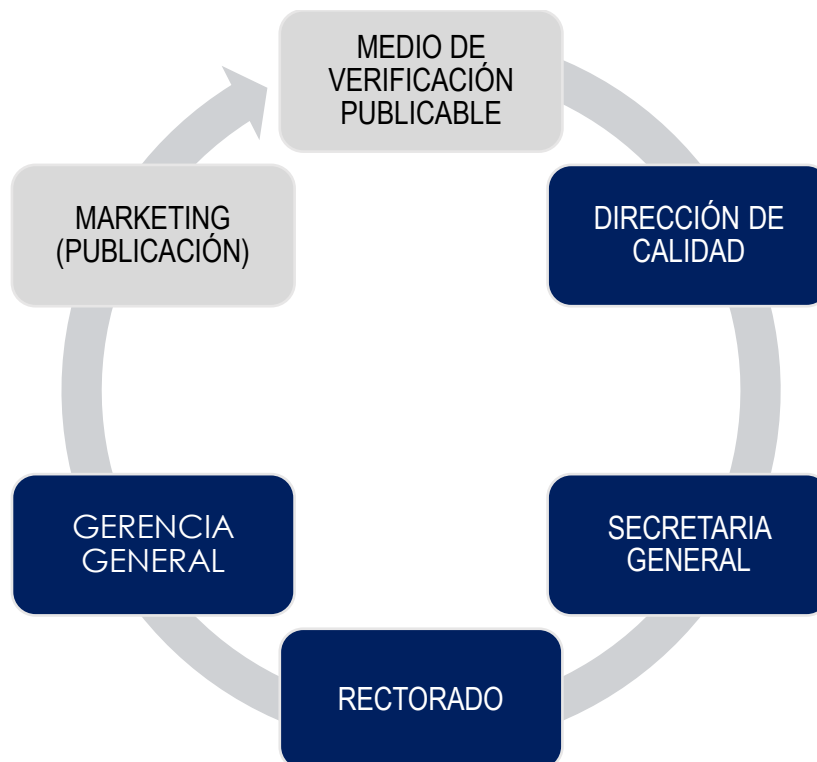 MEDIO DE
VERIFICACIÓN
PUBLICABLE
DIRECCIÓN DE
CALIDAD
SECRETARIA
GENERAL
RECTORADO
GERENCIA
GENERAL
MARKETING
(PUBLICACIÓN)